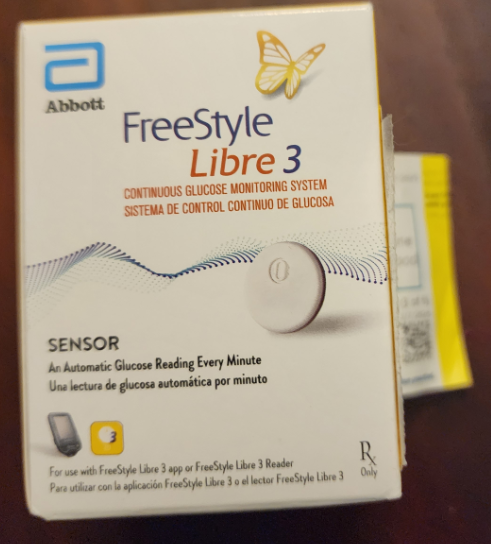 Abbott
FreeStyle
Libre 3
CONTINUOUS GLUCOSE MONITORING SYSTEM
SISTEMA DE CONTROL CONTINUO DE GLUCOSA
SENSOR
An Automatic Glucose Reading Every Minute
Una lectura de glucosa automática por minuto
3
For use with FreeStyle Libre 3 app or FreeStyle Libre 3 Reader
Para utilizar con la aplicación FreeStyle Libre 3 o el lector FreeStyle Libre 3
Rx
Only